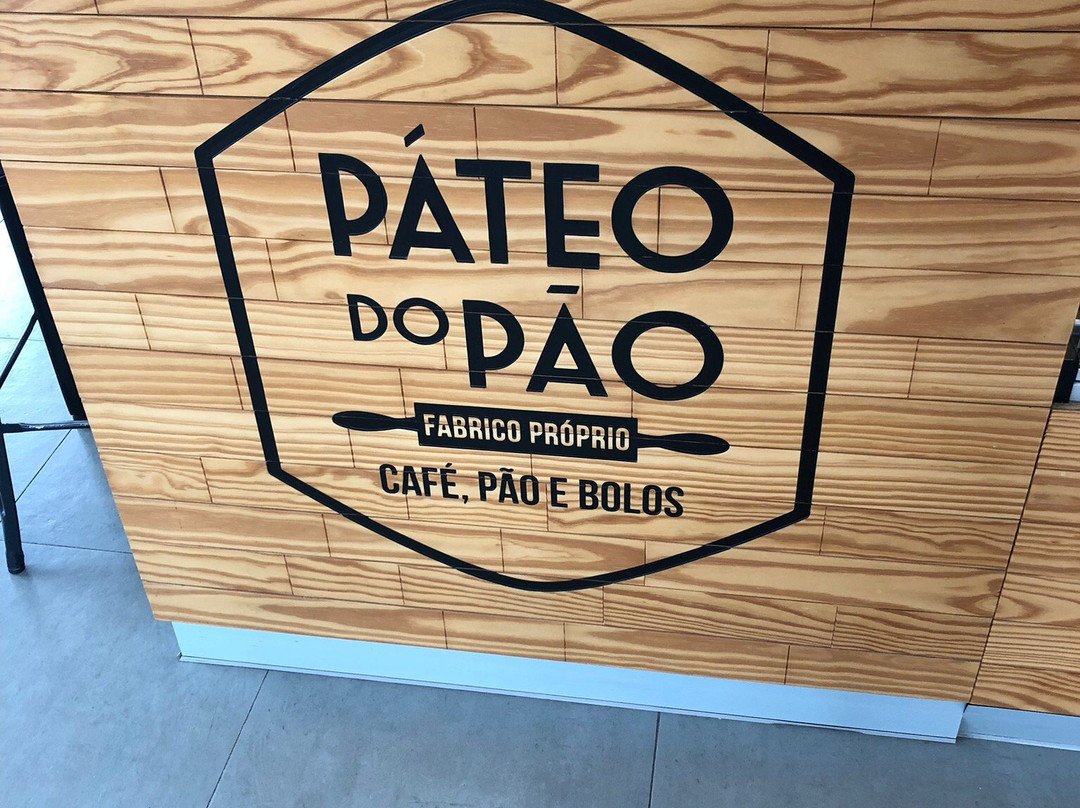 PÁTEO
DO PÃO
FABRICO PRÓPRIO
CAFÉ, PÃO E BOLOS